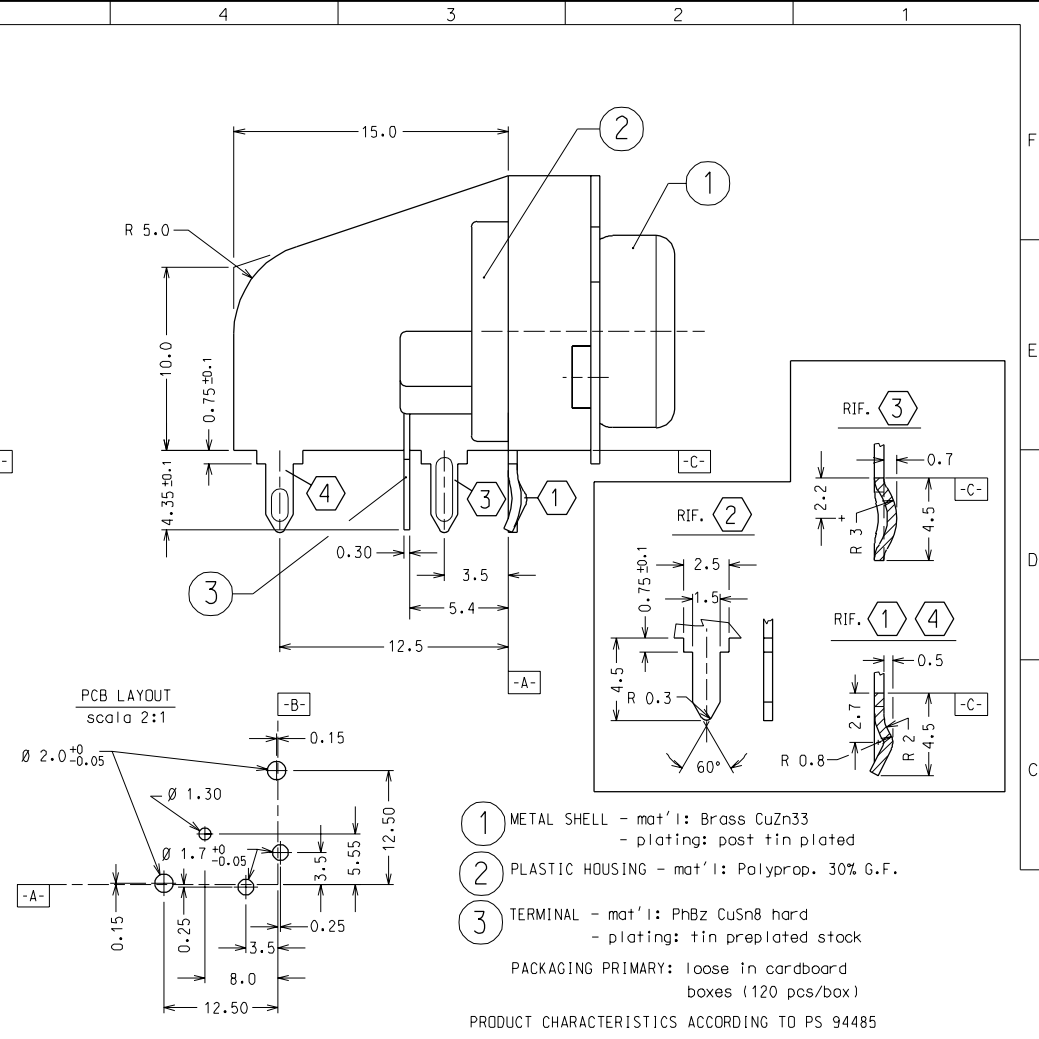 4 3 2 1
F
15.0
2
1
R 5.0
E
10.0
0.75±0.1
RIF. 3
0.7
-C-
-C-
2.2
4.5
R 3
4.35±0.1
4
3
1
RIF. 2
D
0.30
3.5
3
5.4
12.5
0.75±0.1
2.5
1.5
4.5
R 0.3
60°
RIF. 1 4
0.5
-C-
2.7
4.5
R 2
R 0.8
-A-
C
PCB LAYOUT
scala 2:1
-B-
0.15
Ø 2.0 +0 -0.05
Ø 1.30
Ø 1.7 +0 -0.05
12.50
5.55
3.5
-A-
0.15
0.25
0.25
3.5
8.0
12.50
1 METAL SHELL - mat'l: Brass CuZn33
- plating: post tin plated
2 PLASTIC HOUSING - mat'l: Polyprop. 30% G.F.
3 TERMINAL - mat'l: PhBz CuSn8 hard
- plating: tin preplated stock
PACKAGING PRIMARY: loose in cardboard
boxes (120 pcs/box)
PRODUCT CHARACTERISTICS ACCORDING TO PS 94485